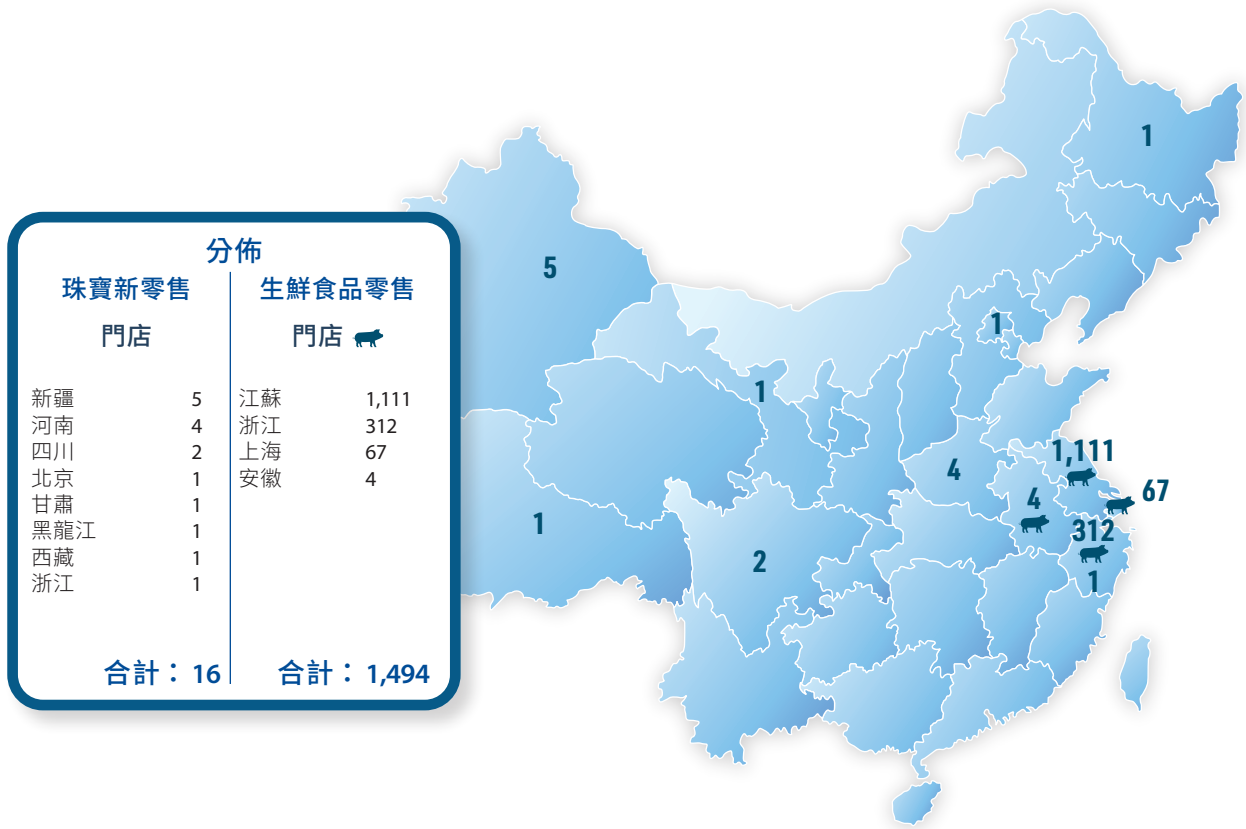 分佈
珠寶新零售
門店
新疆 5
河南 4
四川 2
北京 1
甘肅 1
黑龍江 1
西藏 1
浙江 1
合計：16
生鮮食品零售
門店
江蘇 1,111
浙江 312
上海 67
安徽 4
合計：1,494
1
5
1
1
1,111
4
4
67
1
312
2
1